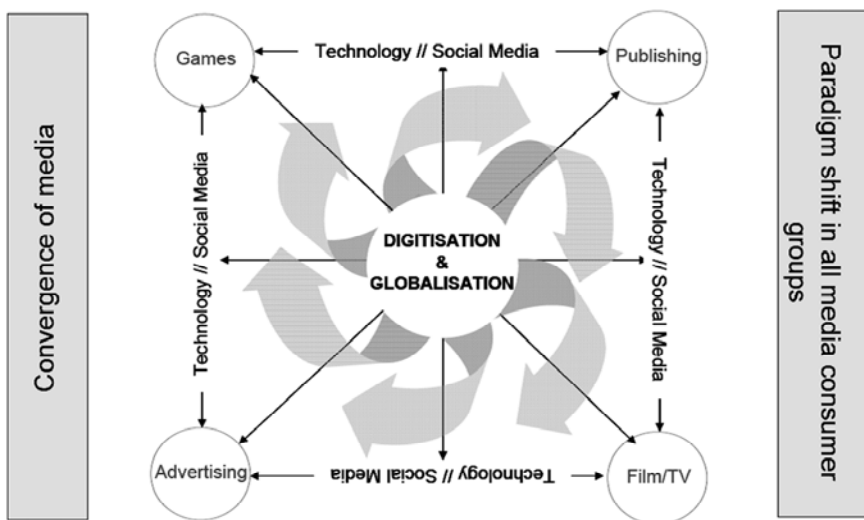 Games
Technology // Social Media
Publishing
Convergence of media
Technology // Social Media
DIGITISATION
&
GLOBALISATION
Technology // Social Media
Paradigm shift in all media consumer
groups
Advertising
Technology // Social Media
Film/TV